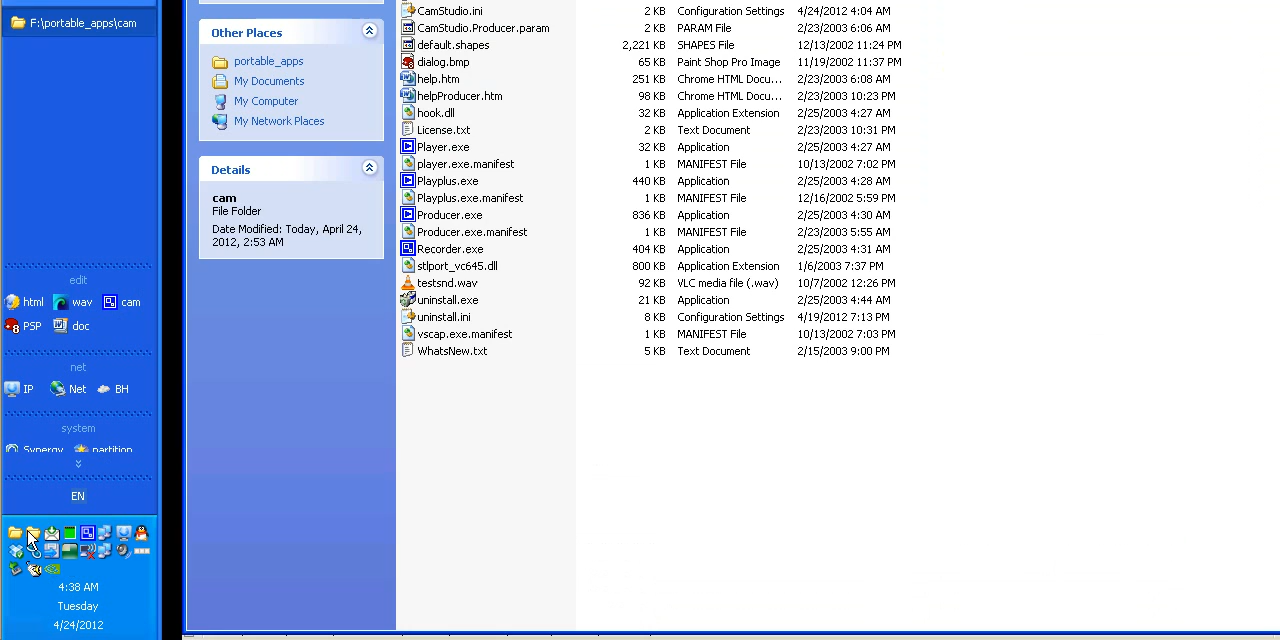 F:\portable_apps\cam
edit
html wav cam
PSP doc
net
IP Net BH
system
Synergy partition
EN
4:38 AM
Tuesday
4/24/2012
Other Places
portable_apps
My Documents
My Computer
My Network Places
Details
cam
File Folder
Date Modified: Today, April 24,
2012, 2:53 AM
CamStudio.ini 2 KB Configuration Settings 4/24/2012 4:04 AM
CamStudio.Producer.param 2 KB PARAM File 2/23/2003 6:06 AM
default.shapes 2,221 KB SHAPES File 12/13/2002 11:24 PM
dialog.bmp 65 KB Paint Shop Pro Image 11/19/2002 11:37 PM
help.htm 251 KB Chrome HTML Docu... 2/23/2003 6:08 AM
helpProducer.htm 98 KB Chrome HTML Docu... 2/23/2003 10:23 PM
hook.dll 32 KB Application Extension 2/25/2003 4:27 AM
License.txt 2 KB Text Document 2/23/2003 10:31 PM
Player.exe 32 KB Application 2/25/2003 4:27 AM
player.exe.manifest 1 KB MANIFEST File 10/13/2002 7:02 PM
Playplus.exe 440 KB Application 2/25/2003 4:28 AM
Playplus.exe.manifest 1 KB MANIFEST File 12/16/2002 5:59 PM
Producer.exe 836 KB Application 2/25/2003 4:30 AM
Producer.exe.manifest 1 KB MANIFEST File 2/23/2003 5:55 AM
Recorder.exe 404 KB Application 2/25/2003 4:31 AM
stlport_vc645.dll 800 KB Application Extension 1/6/2003 7:37 PM
testsnd.wav 92 KB VLC media file (.wav) 10/7/2002 12:26 PM
uninstall.exe 21 KB Application 2/25/2003 4:44 AM
uninstall.ini 8 KB Configuration Settings 4/19/2012 7:13 PM
vscap.exe.manifest 1 KB MANIFEST File 10/13/2002 7:03 PM
WhatsNew.txt 5 KB Text Document 2/15/2003 9:00 PM